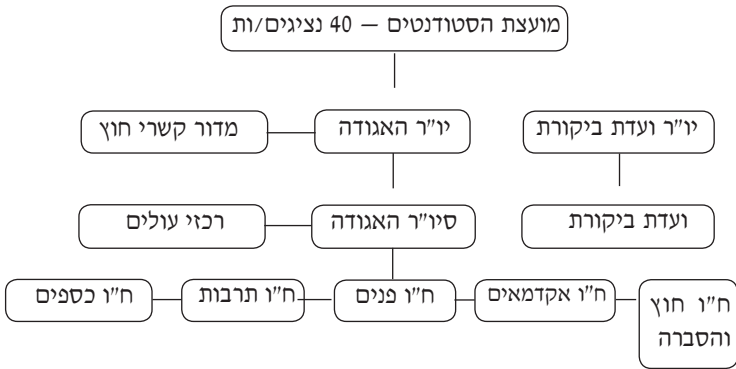 מועצת הסטודנטים – 40 נציגים/ות
יו"ר ועדת ביקורת
יו"ר האגודה
מדור קשרי חוץ
ועדת ביקורת
סיו"ר האגודה
רכזי עולים
ח"ו חוץ
והסברה
ח"ו אקדמאים
ח"ו פנים
ח"ו תרבות
ח"ו כספים